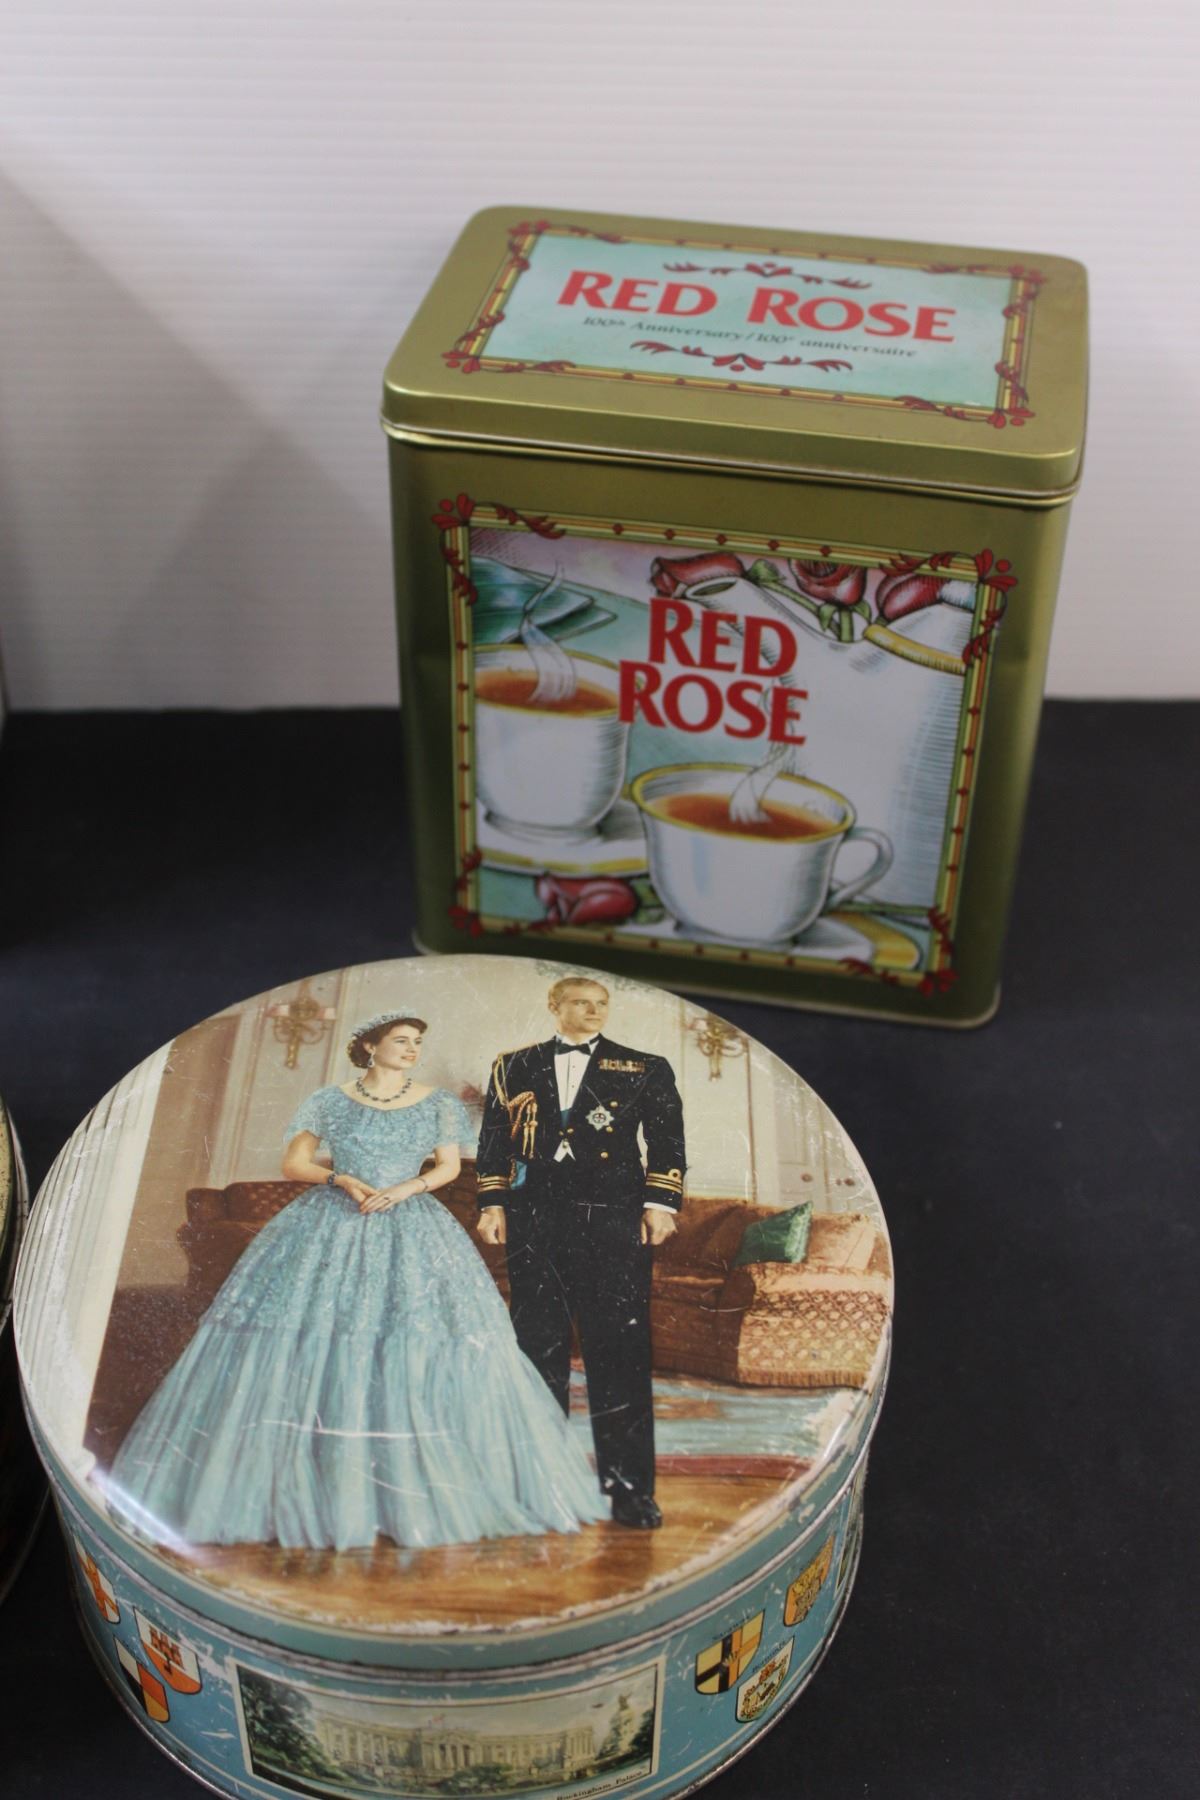 RED ROSE
100th Anniversary / 100e anniversaire
RED
ROSE
Buckingham Palace